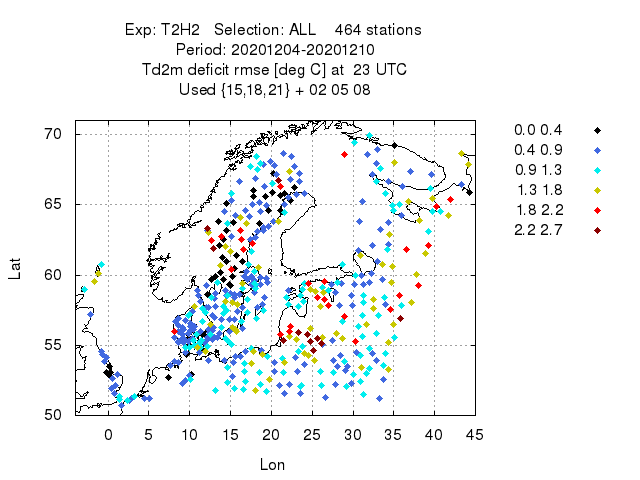 Exp: T2H2 Selection: ALL 464 stations
Period: 20201204-20201210
Td2m deficit rmse [deg C] at 23 UTC
Used {15,18,21} + 02 05 08
70
65
60
55
50
Lat
0 5 10 15 20 25 30 35 40 45
Lon
0.0 0.4
0.4 0.9
0.9 1.3
1.3 1.8
1.8 2.2
2.2 2.7